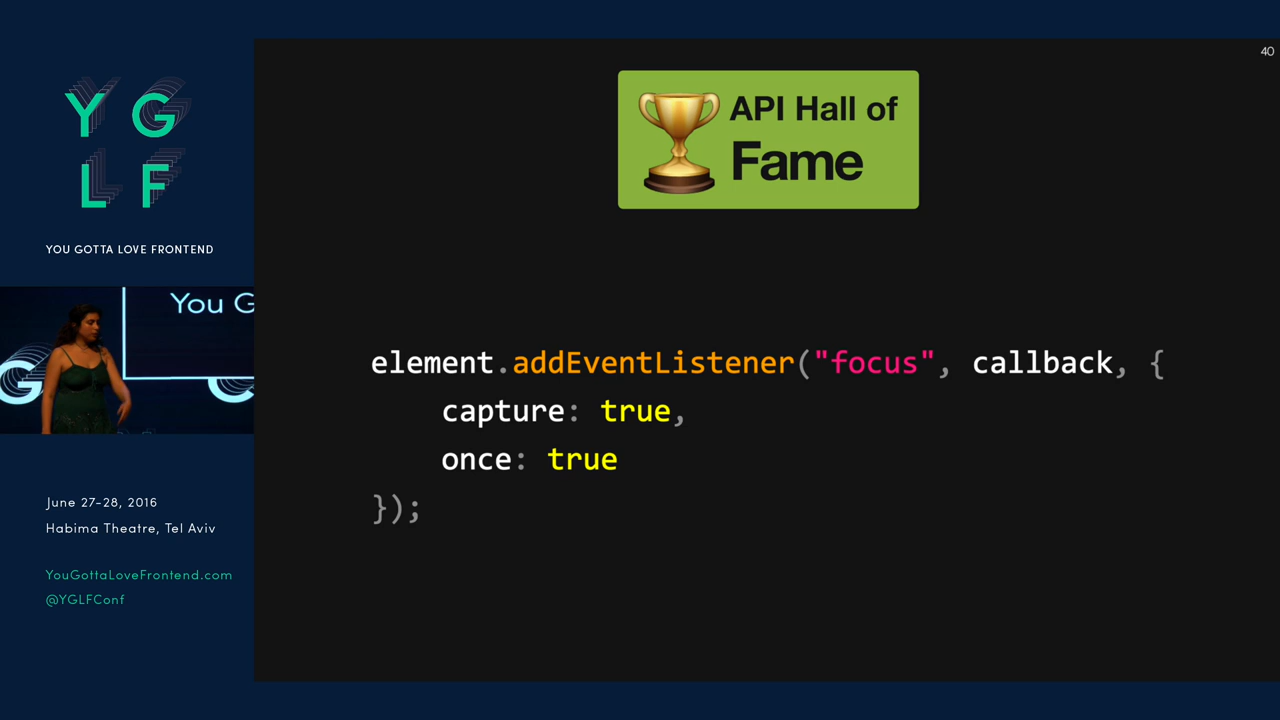 Y G
L F
YOU GOTTA LOVE FRONTEND
You G
G
June 27-28, 2016
Habima Theatre, Tel Aviv
YouGottaLoveFrontend.com
@YGLFConf
40
API Hall of
Fame
element.addEventListener("focus", callback, {
capture: true,
once: true
});